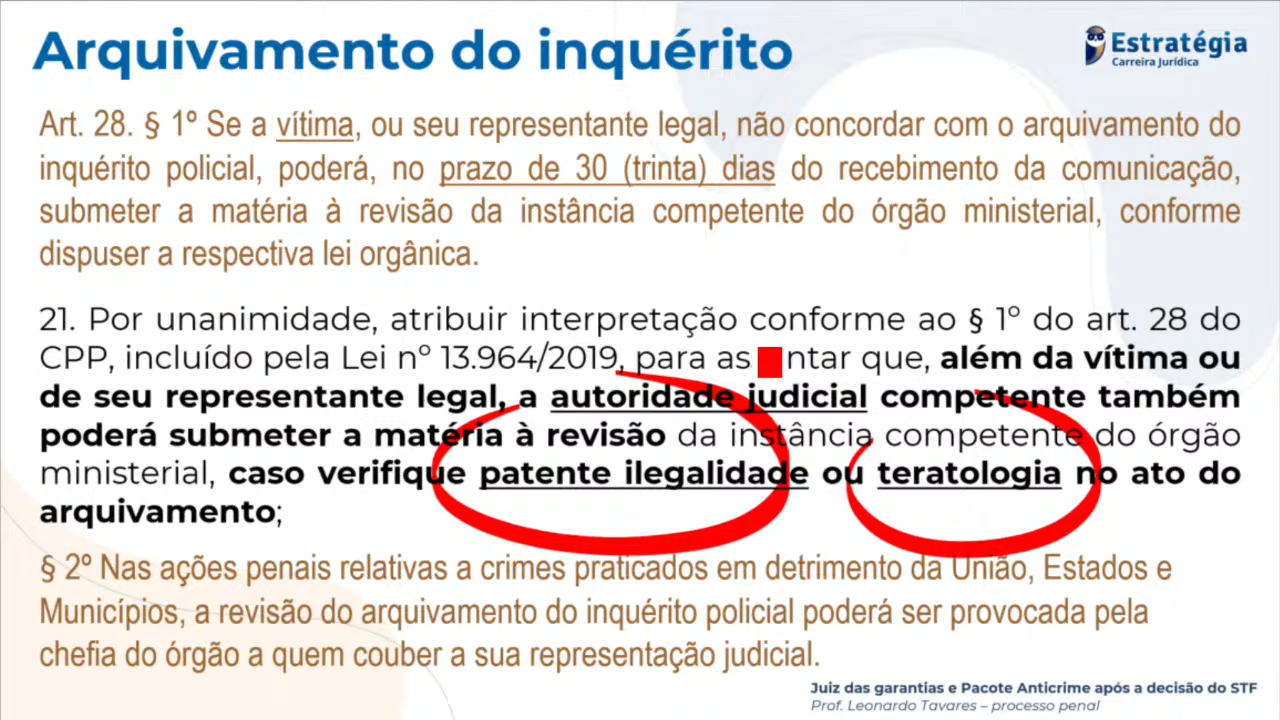 Arquivamento do inquérito
Estratégia
Carreira Jurídica
Art. 28. § 1º Se a vítima, ou seu representante legal, não concordar com o arquivamento do
inquérito policial, poderá, no prazo de 30 (trinta) dias do recebimento da comunicação,
submeter a matéria à revisão da instância competente do órgão ministerial, conforme
dispuser a respectiva lei orgânica.
21. Por unanimidade, atribuir interpretação conforme ao § 1º do art. 28 do
CPP, incluído pela Lei nº 13.964/2019, para as ntar que, além da vítima ou
de seu representante legal, a autoridade judicial competente também
poderá submeter a matéria à revisão da instância competente do órgão
ministerial, caso verifique patente ilegalidade ou teratologia no ato do
arquivamento;
§ 2º Nas ações penais relativas a crimes praticados em detrimento da União, Estados e
Municípios, a revisão do arquivamento do inquérito policial poderá ser provocada pela
chefia do órgão a quem couber a sua representação judicial.
Juiz das garantias e Pacote Anticrime após a decisão do STF
Prof. Leonardo Tavares – processo penal